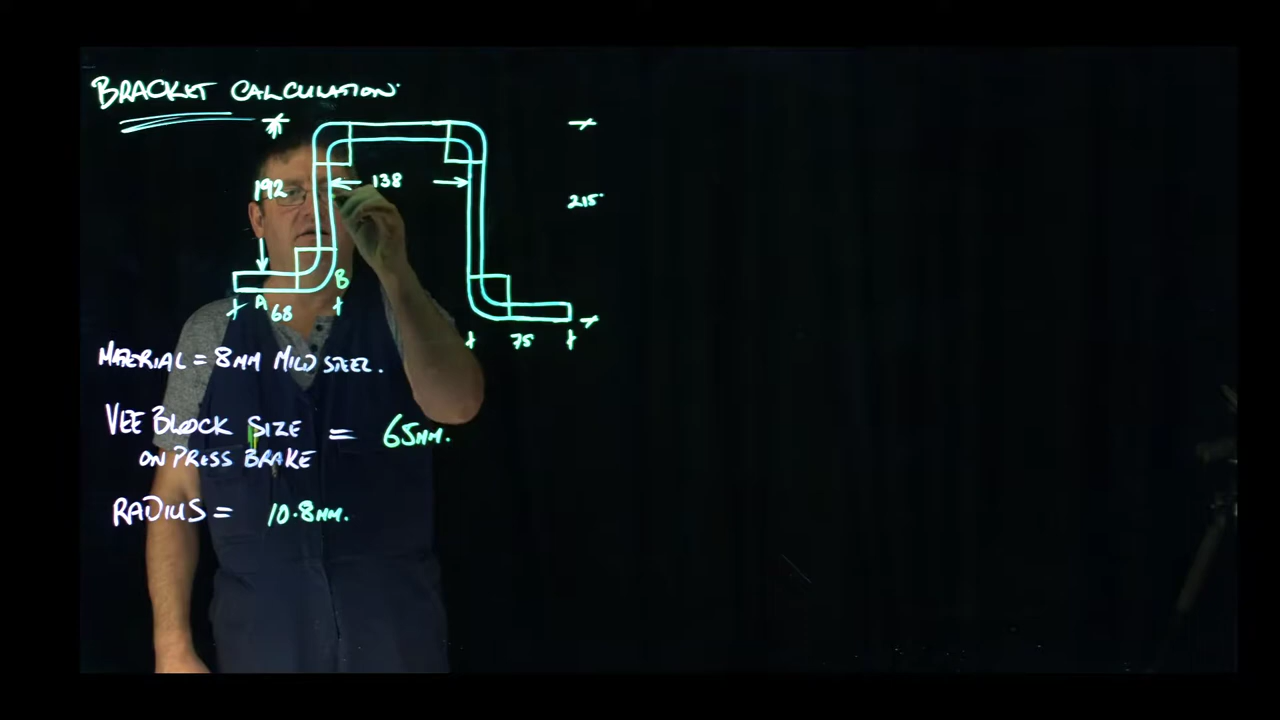 BRACKET CALCULATION.
192
138
215
B
A
68
75
MATERIAL = 8MM MILD STEEL.
VEE BLOCK SIZE = 65MM.
ON PRESS BRAKE
RADIUS = 10.8MM.